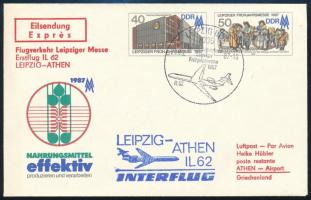 Eilsendung
Exprès
Flugverkehr Leipziger Messe
Erstflug IL 62
LEIPZIG-ATHEN
1987
MM
NAHRUNGSMITTEL
effektiv
produzieren und verarbeiten
40
DDR
LEIPZIGER FRÜHJAHRSMESSE 1987
50
DDR
LEIPZIGER FRÜHJAHRSMESSE 1987
LEIPZIG-
ATHEN
IL 62
INTERFLUG
Luftpost - Par Avion
Heike Hübler
poste restante
ATHEN - Airport
Griechenland